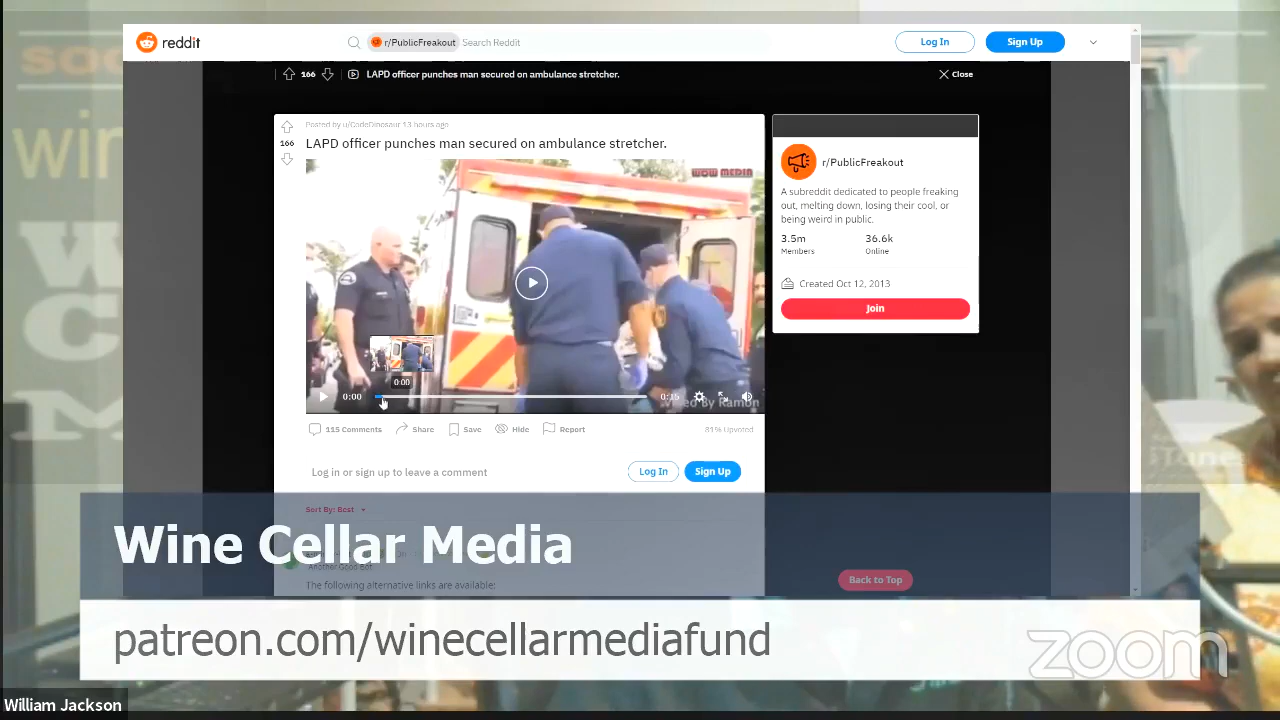 reddit
r/PublicFreakout
Search Reddit
Log In
Sign Up
166
LAPD officer punches man secured on ambulance stretcher.
Close
Posted by u/CodeDinosaur 13 hours ago
166
LAPD officer punches man secured on ambulance stretcher.
WOW MEDIA
0:00
0:00
0:15
115 Comments
Share
Save
Hide
Report
81% Upvoted
Log in or sign up to leave a comment
Log In
Sign Up
Sort By: Best
The following alternative links are available:
r/PublicFreakout
A subreddit dedicated to people freaking
out, melting down, losing their cool, or
being weird in public.
3.5m
36.6k
Members
Online
Created Oct 12, 2013
Join
Back to Top
Wine Cellar Media
patreon.com/winecellarmediafund
zoom
William Jackson